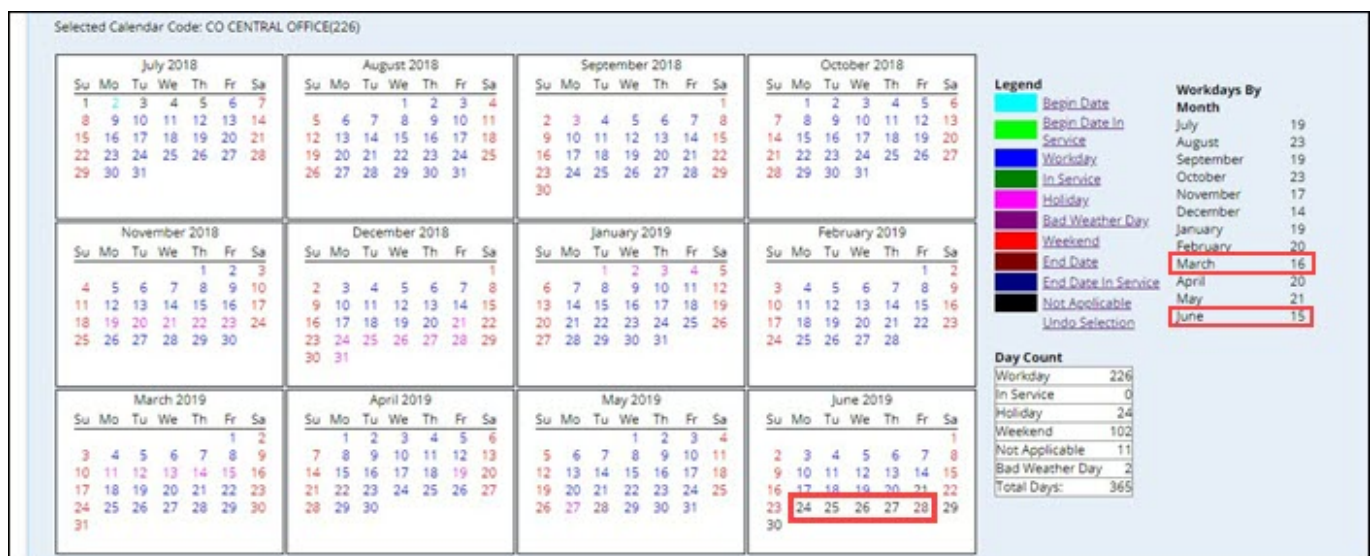 Selected Calendar Code: CO CENTRAL OFFICE(226)
July 2018
Su Mo Tu We Th Fr Sa
1 2 3 4 5 6 7
8 9 10 11 12 13 14
15 16 17 18 19 20 21
22 23 24 25 26 27 28
29 30 31
August 2018
Su Mo Tu We Th Fr Sa
1 2 3 4
5 6 7 8 9 10 11
12 13 14 15 16 17 18
19 20 21 22 23 24 25
26 27 28 29 30 31
September 2018
Su Mo Tu We Th Fr Sa
1
2 3 4 5 6 7 8
9 10 11 12 13 14 15
16 17 18 19 20 21 22
23 24 25 26 27 28 29
30
October 2018
Su Mo Tu We Th Fr Sa
1 2 3 4 5 6
7 8 9 10 11 12 13
14 15 16 17 18 19 20
21 22 23 24 25 26 27
28 29 30 31
November 2018
Su Mo Tu We Th Fr Sa
1 2 3
4 5 6 7 8 9 10
11 12 13 14 15 16 17
18 19 20 21 22 23 24
25 26 27 28 29 30
December 2018
Su Mo Tu We Th Fr Sa
1
2 3 4 5 6 7 8
9 10 11 12 13 14 15
16 17 18 19 20 21 22
23 24 25 26 27 28 29
30 31
January 2019
Su Mo Tu We Th Fr Sa
1 2 3 4 5
6 7 8 9 10 11 12
13 14 15 16 17 18 19
20 21 22 23 24 25 26
27 28 29 30 31
February 2019
Su Mo Tu We Th Fr Sa
1 2
3 4 5 6 7 8 9
10 11 12 13 14 15 16
17 18 19 20 21 22 23
24 25 26 27 28
March 2019
Su Mo Tu We Th Fr Sa
1 2
3 4 5 6 7 8 9
10 11 12 13 14 15 16
17 18 19 20 21 22 23
24 25 26 27 28 29 30
31
April 2019
Su Mo Tu We Th Fr Sa
1 2 3 4 5 6
7 8 9 10 11 12 13
14 15 16 17 18 19 20
21 22 23 24 25 26 27
28 29 30
May 2019
Su Mo Tu We Th Fr Sa
1 2 3 4
5 6 7 8 9 10 11
12 13 14 15 16 17 18
19 20 21 22 23 24 25
26 27 28 29 30 31
June 2019
Su Mo Tu We Th Fr Sa
1
2 3 4 5 6 7 8
9 10 11 12 13 14 15
16 17 18 19 20 21 22
23 24 25 26 27 28 29
30
Legend
Begin Date
Begin Date In
Service
Workday
In Service
Holiday
Bad Weather Day
Weekend
End Date
End Date In Service
Not Applicable
Undo Selection
Workdays By
Month
July 19
August 23
September 19
October 23
November 17
December 14
January 19
February 20
March 16
April 20
May 21
June 15
Day Count
Workday 226
In Service 0
Holiday 24
Weekend 102
Not Applicable 11
Bad Weather Day 2
Total Days: 365